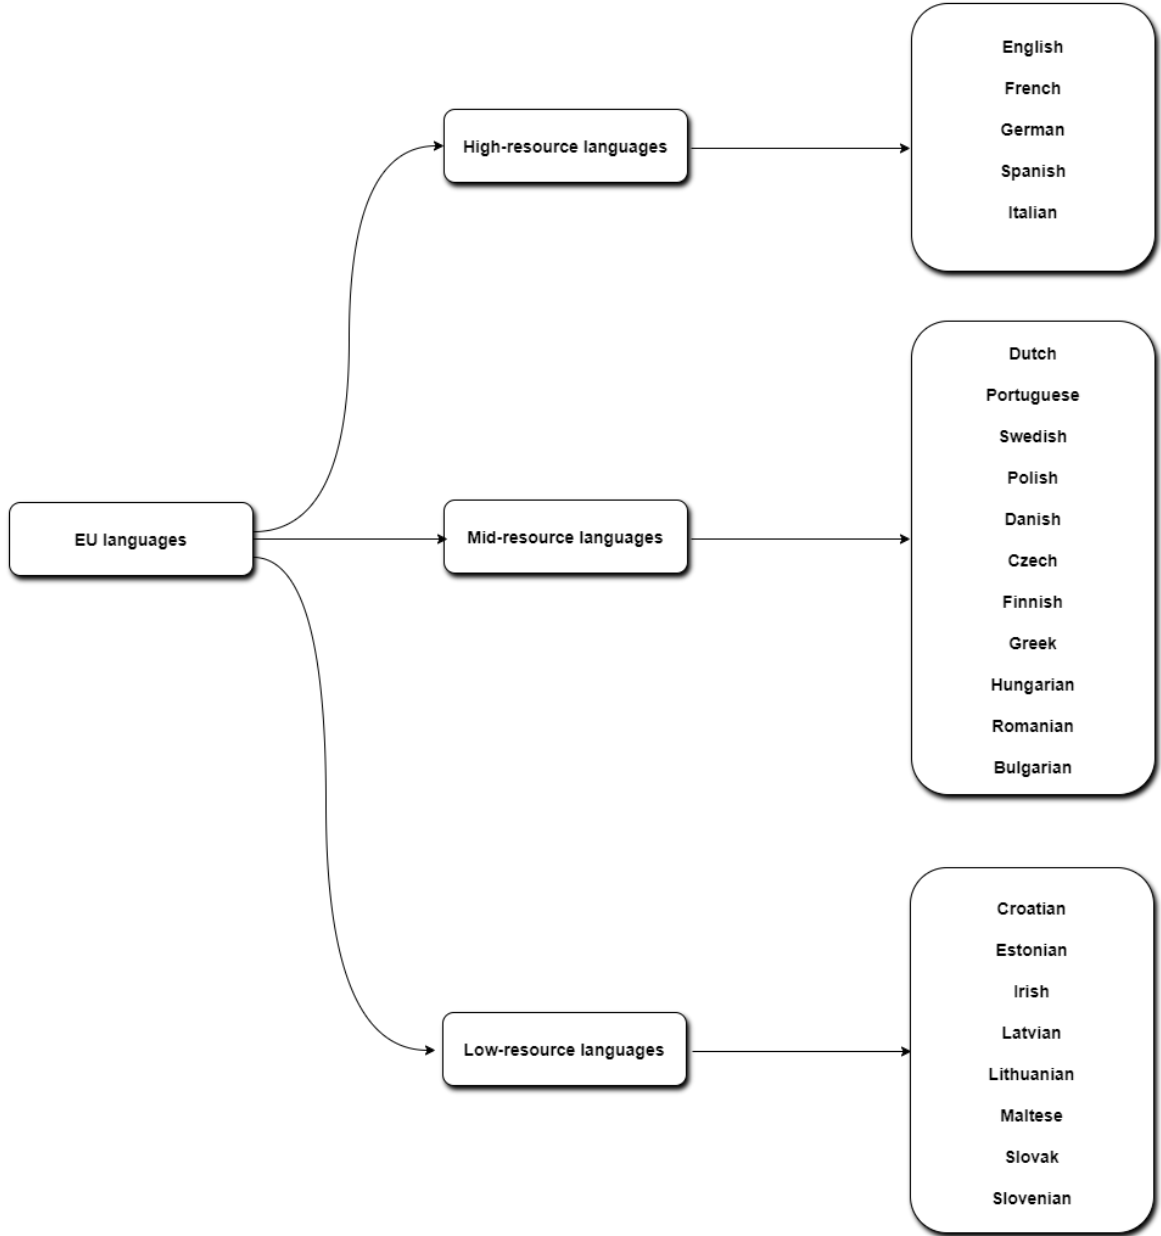 EU languages
High-resource languages
English
French
German
Spanish
Italian
Mid-resource languages
Dutch
Portuguese
Swedish
Polish
Danish
Czech
Finnish
Greek
Hungarian
Romanian
Bulgarian
Low-resource languages
Croatian
Estonian
Irish
Latvian
Lithuanian
Maltese
Slovak
Slovenian